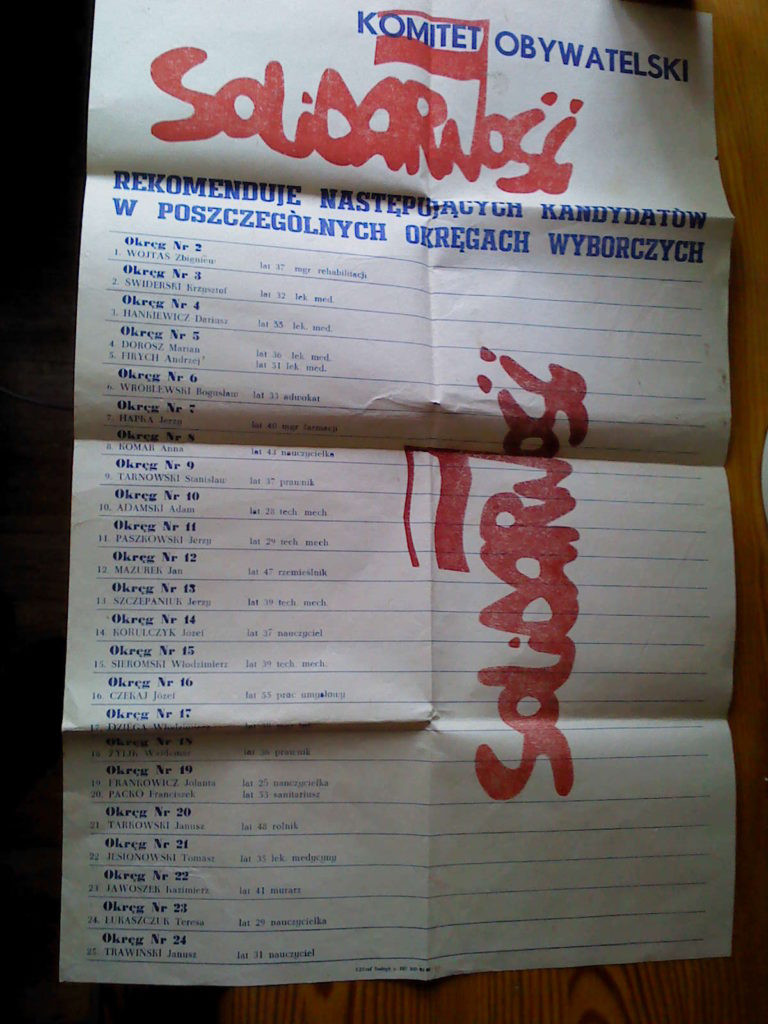 KOMITET OBYWATELSKI
SOLIDARNOŚĆ
REKOMENDUJE NASTĘPUJĄCYCH KANDYDATÓW
W POSZCZEGÒLNYCH OKRĘGACH WYBORCZYCH
Okręg Nr 2
1. WOJTAS Zbigniew lat 37 mgr rehabilitacji
Okręg Nr 3
2. ŚWIDERSKI Krzysztof lat 32 lek med.
Okręg Nr 4
3. HANKIEWICZ Dariusz lat 33 lek. med.
Okręg Nr 5
4. DOROSZ Marian lat 36 lek med.
5. FIRYCH Andrzej lat 31 lek med.
Okręg Nr 6
6. WRÓBLEWSKI Bogusław lat 33 adwokat
Okręg Nr 7
7. HAPKA Jerzy lat 40 mgr farmacji
Okręg Nr 8
8. KOMAR Anna lat 43 nauczycielka
Okręg Nr 9
9. TARNOWSKI Stanisław lat 37 prawnik
Okręg Nr 10
10. ADAMSKI Adam lat 28 tech mech
Okręg Nr 11
11. PASZKOWSKI Jerzy lat 29 tech mech
Okręg Nr 12
12. MAZUREK Jan lat 47 rzemieślnik
Okręg Nr 13
13. SZCZEPANIUK Jerzy lat 39 tech mech
Okręg Nr 14
14. KORULCZYK Józef lat 37 nauczyciel
Okręg Nr 15
15. SIEROMSKI Włodzimierz lat 39 tech mech.
Okręg Nr 16
16. CZEKAJ Józef lat 55 prac umysłowy
Okręg Nr 17
17. DZIĘGA Włodzimierz lat
Okręg Nr 18
18. ŻYLIK Waldemar lat 36 prawnik
Okręg Nr 19
19. FRANKOWICZ Jolanta lat 25 nauczycielka
20. PAĆKO Franciszek lat 33 sanitariusz
Okręg Nr 20
21. TARKOWSKI Janusz lat 48 rolnik
Okręg Nr 21
22. JESIONOWSKI Tomasz lat 35 lek. medycyny
Okręg Nr 22
23. JAWOSZEK Kazimierz lat 41 murarz
Okręg Nr 23
24. ŁUKASZCZUK Teresa lat 29 nauczycielka
Okręg Nr 24
25. TRAWIŃSKI Janusz lat 31 nauczyciel
SOLIDARNOŚĆ